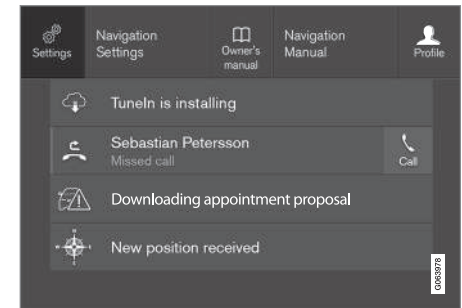 Settings
Navigation
Settings
Owner's
manual
Navigation
Manual
Profile
TuneIn is installing
Sebastian Petersson
Missed call
Call
Downloading appointment proposal
New position received
G063978